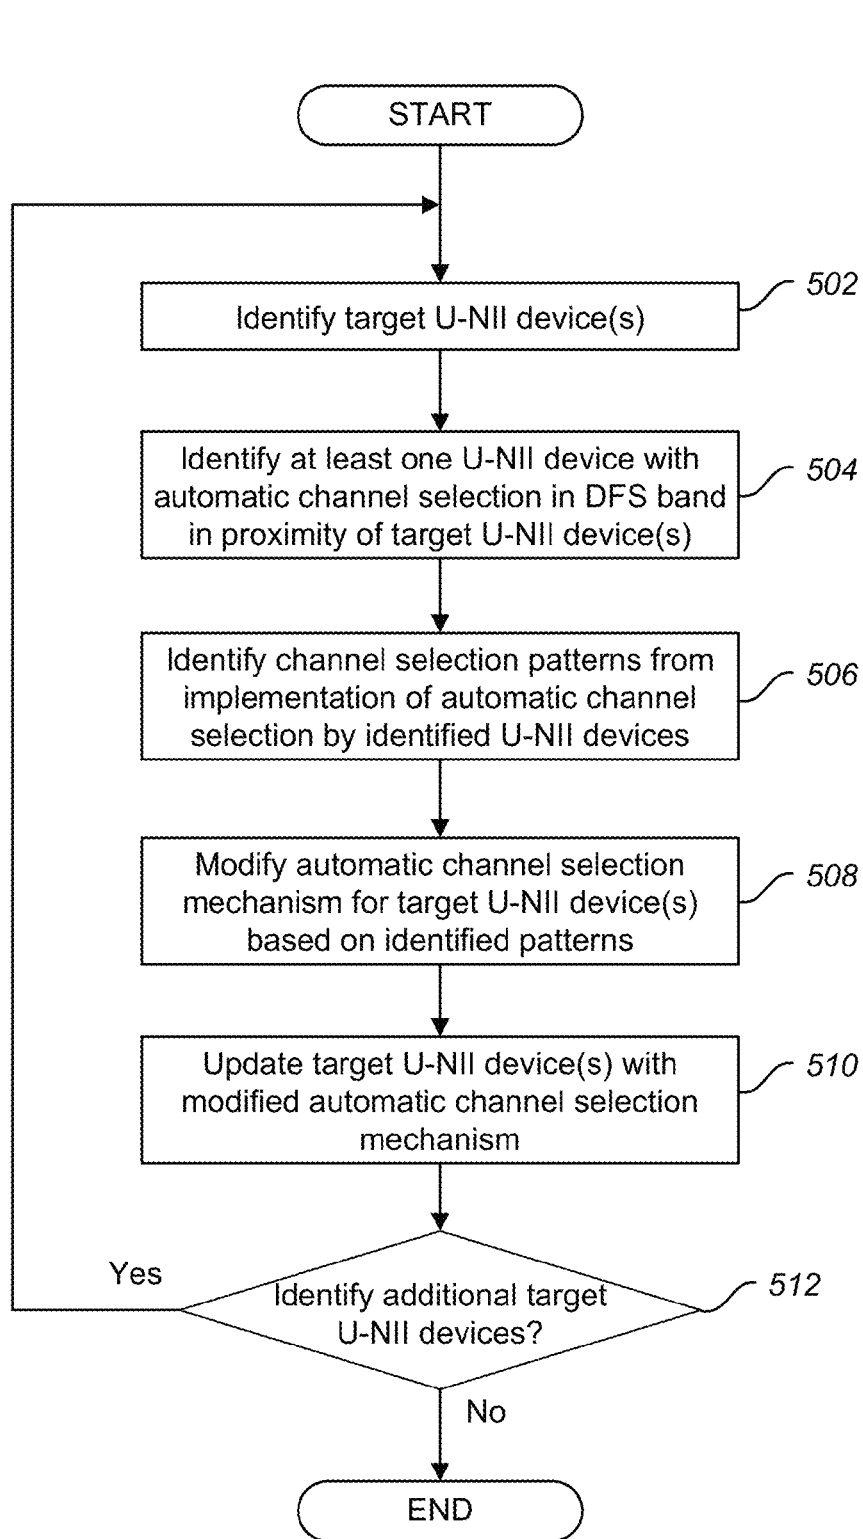 START
502
Identify target U-NII device(s)
Identify at least one U-NII device with
automatic channel selection in DFS band
in proximity of target U-NII device(s)
504
Identify channel selection patterns from
implementation of automatic channel
selection by identified U-NII devices
506
Modify automatic channel selection
mechanism for target U-NII device(s)
based on identified patterns
508
Update target U-NII device(s) with
modified automatic channel selection
mechanism
510
Yes
Identify additional target
U-NII devices?
512
No
END